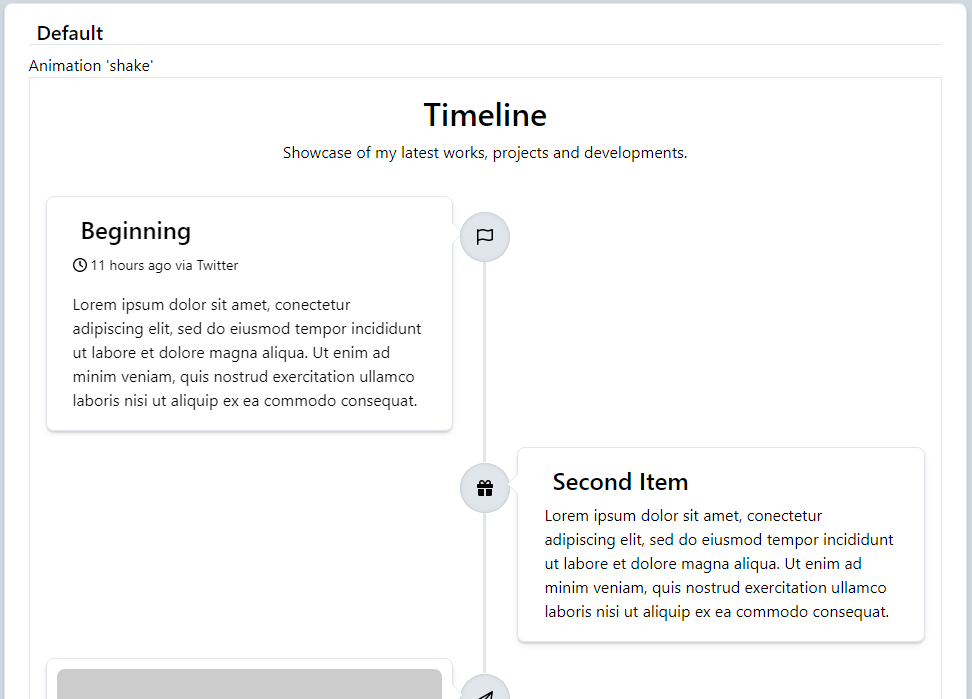 Default
Animation 'shake'
Timeline
Showcase of my latest works, projects and developments.
Beginning
11 hours ago via Twitter
Lorem ipsum dolor sit amet, conectetur
adipiscing elit, sed do eiusmod tempor incididunt
ut labore et dolore magna aliqua. Ut enim ad
minim veniam, quis nostrud exercitation ullamco
laboris nisi ut aliquip ex ea commodo consequat.
Second Item
Lorem ipsum dolor sit amet, conectetur
adipiscing elit, sed do eiusmod tempor incididunt
ut labore et dolore magna aliqua. Ut enim ad
minim veniam, quis nostrud exercitation ullamco
laboris nisi ut aliquip ex ea commodo consequat.